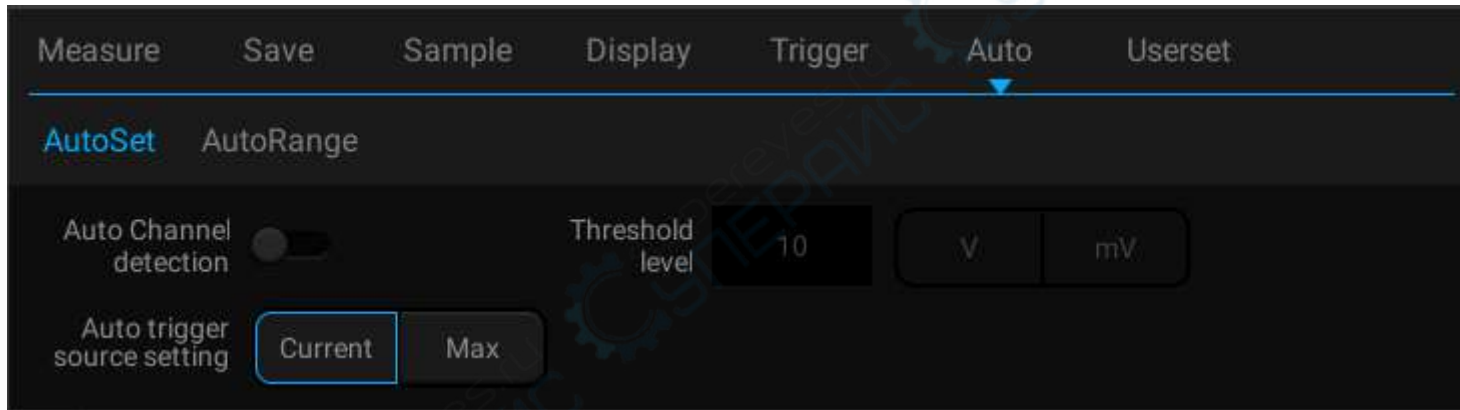 Measure Save Sample Display Trigger Auto Userset
AutoSet AutoRange
Auto Channel
detection
Threshold
level
10 V mV
Auto trigger
source setting
Current Max
СУПЕРАЙС